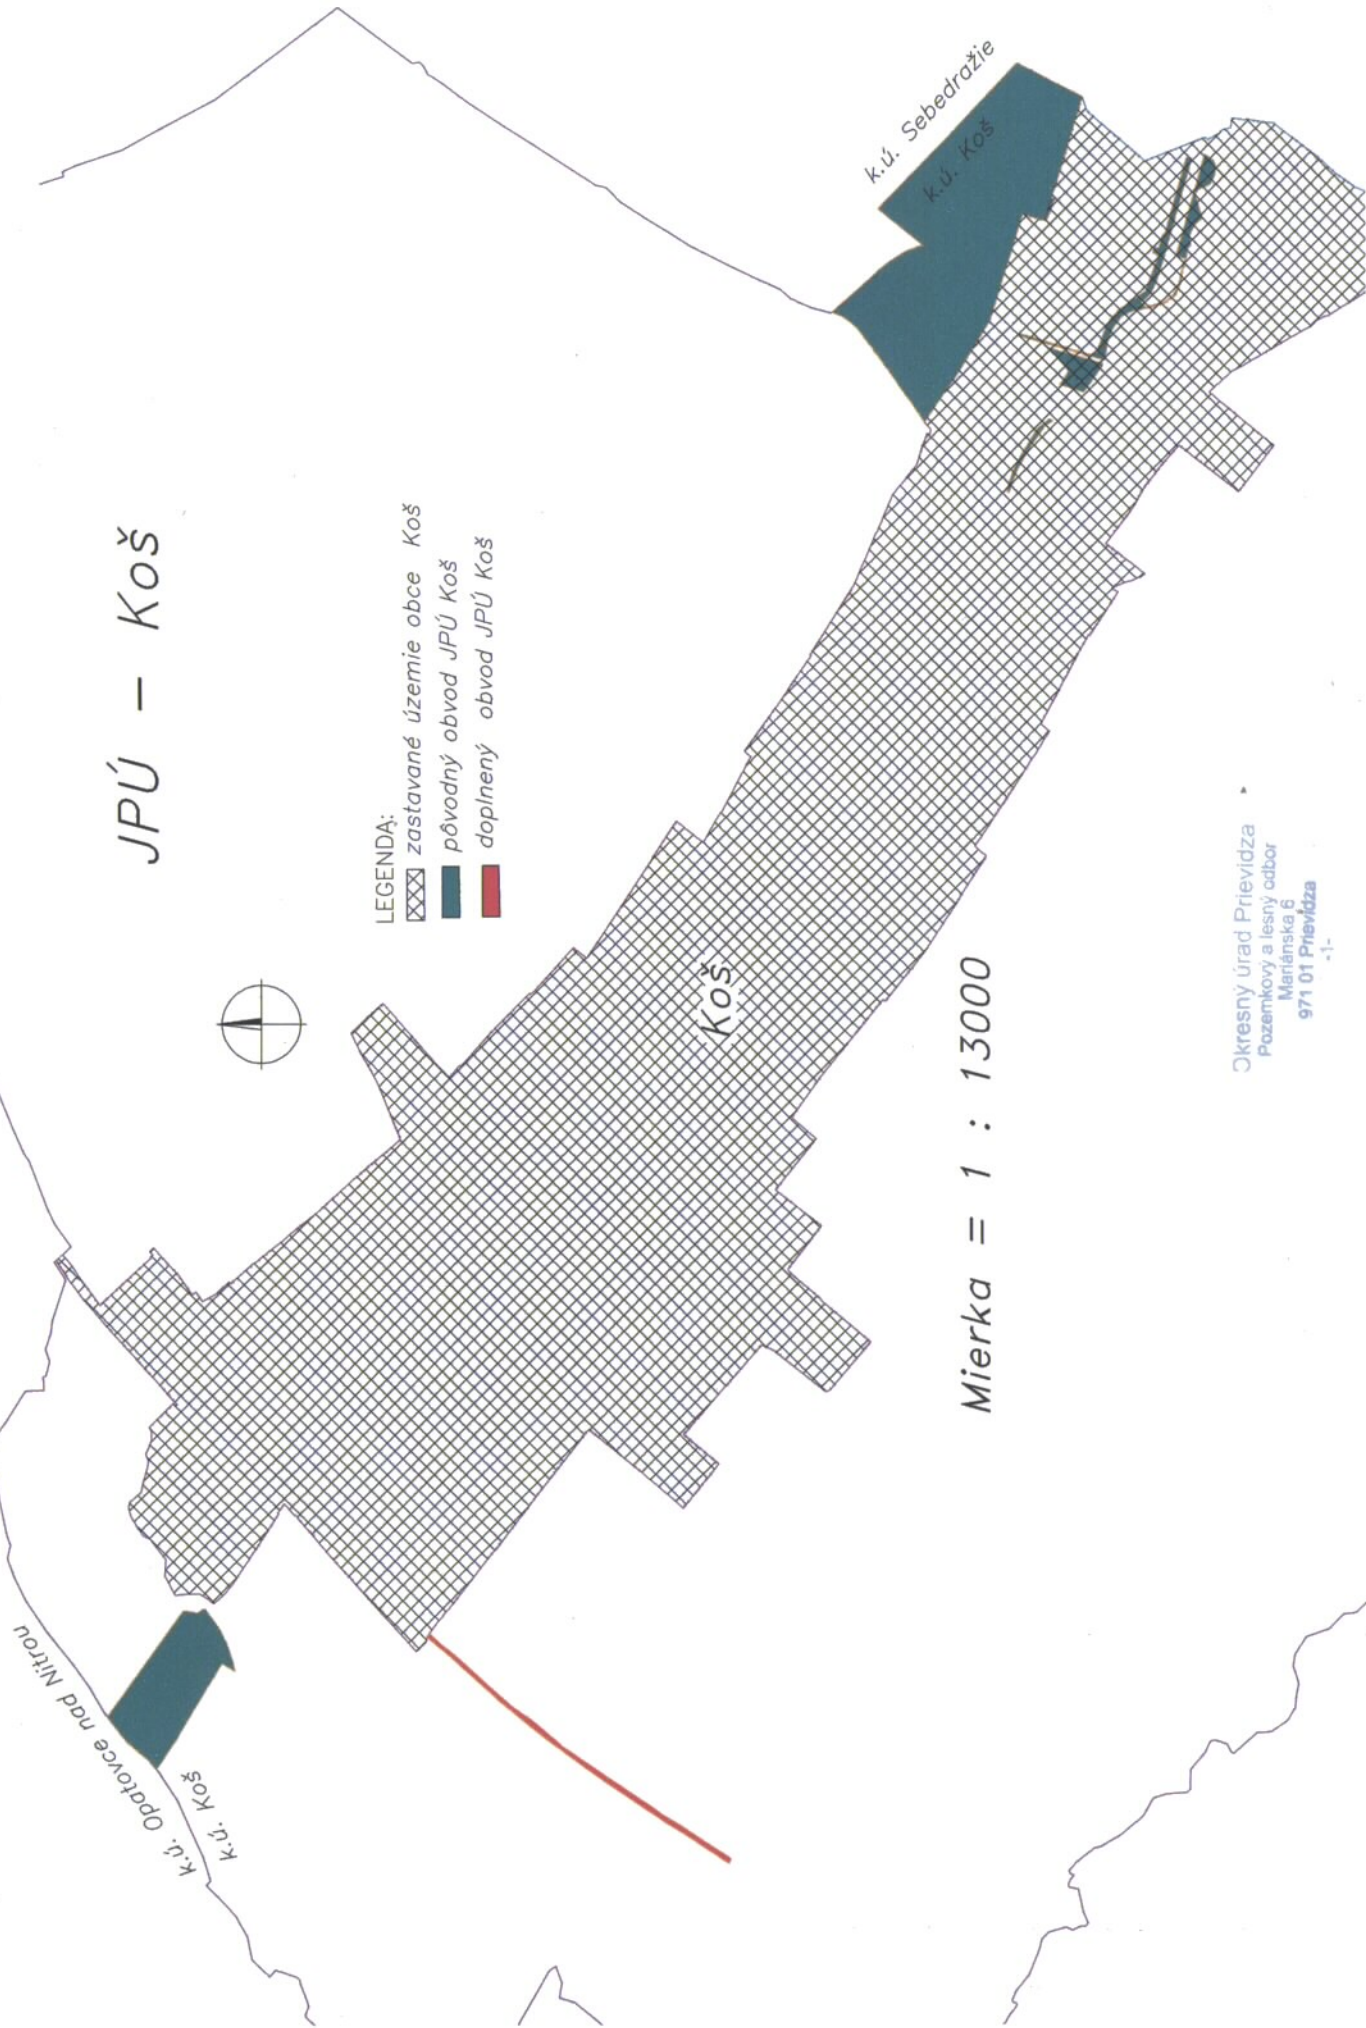 JPÚ - Koš
LEGENDA:
zastavané územie obce Koš
pôvodný obvod JPÚ Koš
doplnený obvod JPÚ Koš
k.ú. Sebedražie
k.ú. Koš
k.ú. Opatovce nad Nitrou
k.ú. Koš
Koš
Mierka = 1 : 13000
Okresný úrad Prievidza
Pozemkový a lesný odbor
Mariánska 6
971 01 Prievidza
-1-